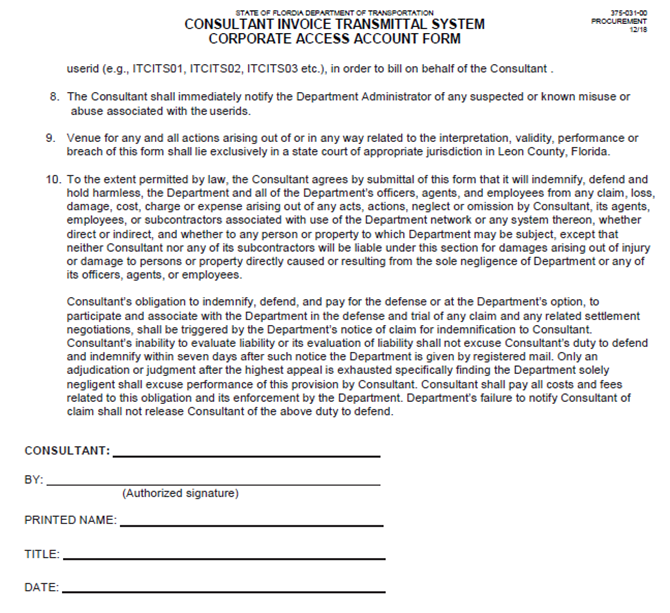 STATE OF FLORDIA DEPARTMENT OF TRANSPORTATION
CONSULTANT INVOICE TRANSMITTAL SYSTEM
CORPORATE ACCESS ACCOUNT FORM
375-031-00
PROCUREMENT
12/18
userid (e.g., ITCITS01, ITCITS02, ITCITS03 etc.), in order to bill on behalf of the Consultant .
8. The Consultant shall immediately notify the Department Administrator of any suspected or known misuse or
abuse associated with the userids.
9. Venue for any and all actions arising out of or in any way related to the interpretation, validity, performance or
breach of this form shall lie exclusively in a state court of appropriate jurisdiction in Leon County, Florida.
10. To the extent permitted by law, the Consultant agrees by submittal of this form that it will indemnify, defend and
hold harmless, the Department and all of the Department's officers, agents, and employees from any claim, loss,
damage, cost, charge or expense arising out of any acts, actions, neglect or omission by Consultant, its agents,
employees, or subcontractors associated with use of the Department network or any system thereon, whether
direct or indirect, and whether to any person or property to which Department may be subject, except that
neither Consultant nor any of its subcontractors will be liable under this section for damages arising out of injury
or damage to persons or property directly caused or resulting from the sole negligence of Department or any of
its officers, agents, or employees.
Consultant's obligation to indemnify, defend, and pay for the defense or at the Department's option, to
participate and associate with the Department in the defense and trial of any claim and any related settlement
negotiations, shall be triggered by the Department's notice of claim for indemnification to Consultant.
Consultant's inability to evaluate liability or its evaluation of liability shall not excuse Consultant's duty to defend
and indemnify within seven days after such notice the Department is given by registered mail. Only an
adjudication or judgment after the highest appeal is exhausted specifically finding the Department solely
negligent shall excuse performance of this provision by Consultant. Consultant shall pay all costs and fees
related to this obligation and its enforcement by the Department. Department's failure to notify Consultant of
claim shall not release Consultant of the above duty to defend.
CONSULTANT:
BY:
(Authorized signature)
PRINTED NAME:
TITLE:
DATE: